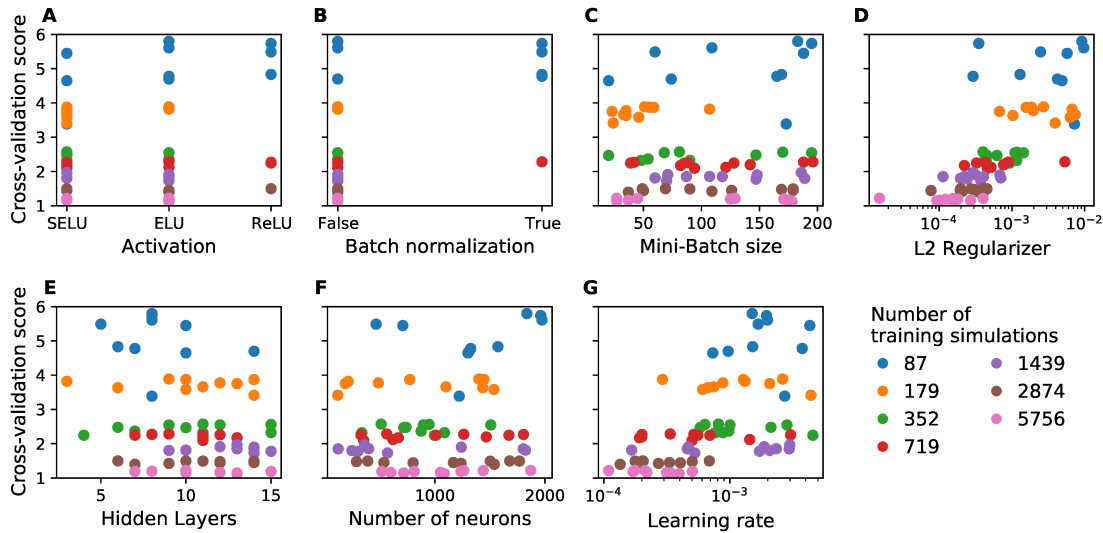 A
B
C
D
Cross-validation score
6
5
4
3
2
1
SELU
ELU
ReLU
Activation
False
True
Batch normalization
50
100
150
200
Mini-Batch size
10⁻⁴
10⁻³
10⁻²
L2 Regularizer
E
F
G
Cross-validation score
6
5
4
3
2
1
5
10
15
Hidden Layers
1000
2000
Number of neurons
10⁻⁴
10⁻³
Learning rate
Number of
training simulations
87
179
352
719
1439
2874
5756